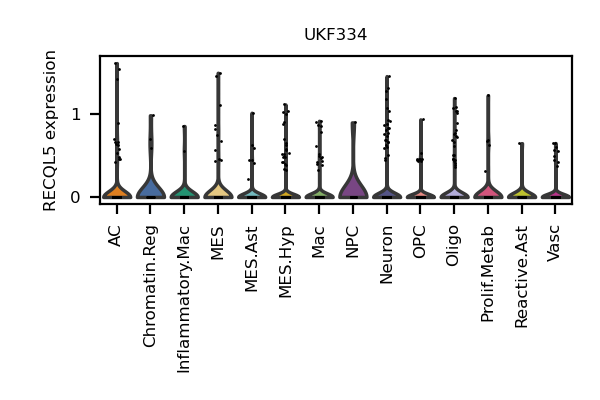 UKF334
RECQL5 expression
1
0
AC
Chromatin.Reg
Inflammatory.Mac
MES
MES.Ast
MES.Hyp
Mac
NPC
Neuron
OPC
Oligo
Prolif.Metab
Reactive.Ast
Vasc